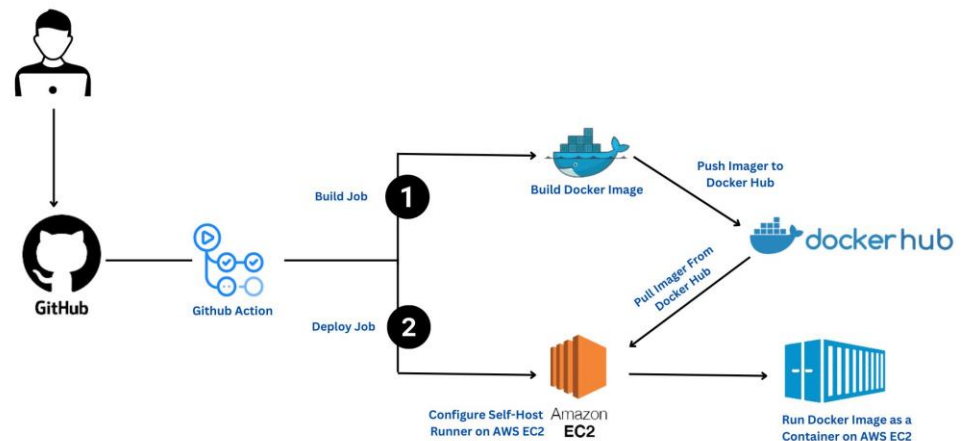 GitHub
Github Action
Build Job
1
Build Docker Image
Push Imager to
Docker Hub
dockerhub
Pull Imager From
Docker Hub
Deploy Job
2
Configure Self-Host
Runner on AWS EC2
Amazon
EC2
Run Docker Image as a
Container on AWS EC2